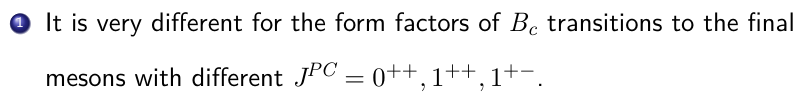 1 It is very different for the form factors of $B_c$ transitions to the final
mesons with different $J^{PC} = 0^{++}, 1^{++}, 1^{+-}$.